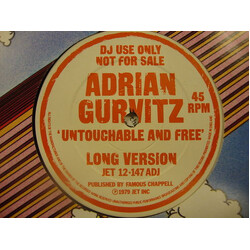 DJ USE ONLY
NOT FOR SALE
ADRIAN
GURVITZ
45
RPM
'UNTOUCHABLE AND FREE'
LONG VERSION
JET 12-147 ADJ
PUBLISHED BY FAMOUS CHAPPELL
℗ 1979 JET INC